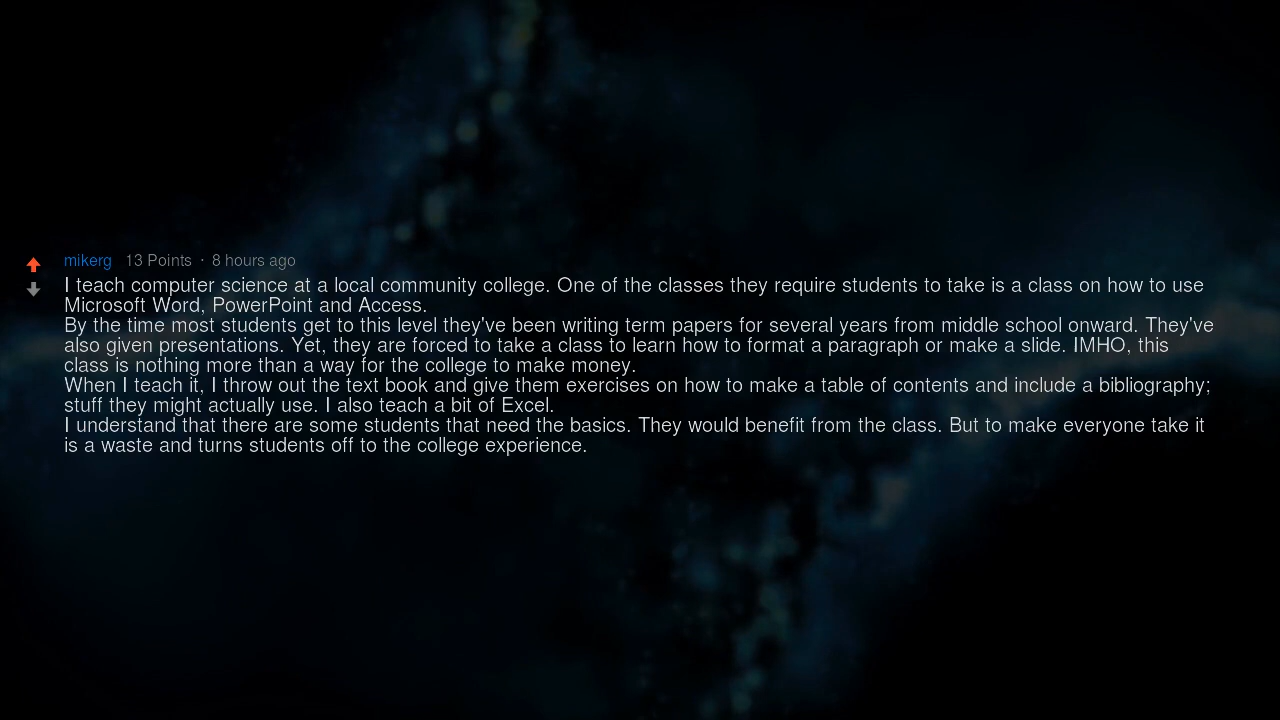 mikerg 13 Points · 8 hours ago
I teach computer science at a local community college. One of the classes they require students to take is a class on how to use
Microsoft Word, PowerPoint and Access.
By the time most students get to this level they've been writing term papers for several years from middle school onward. They've
also given presentations. Yet, they are forced to take a class to learn how to format a paragraph or make a slide. IMHO, this
class is nothing more than a way for the college to make money.
When I teach it, I throw out the text book and give them exercises on how to make a table of contents and include a bibliography;
stuff they might actually use. I also teach a bit of Excel.
I understand that there are some students that need the basics. They would benefit from the class. But to make everyone take it
is a waste and turns students off to the college experience.